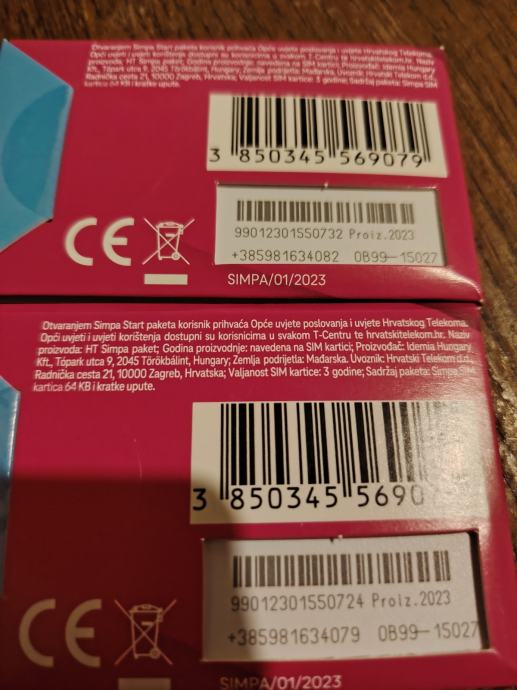 Otvaranjem Simpa Start paketa korisnik prihvaća Opće uvjete poslovanja i uvjete Hrvatskog Telekoma.
Opći uvjeti i uvjeti korištenja dostupni su korisnicima u svakom T-Centru te hrvatskitelekom.hr. Naziv
proizvoda: HT Simpa paket; Godina proizvodnje: navedena na SIM kartici; Proizvođač: Idemia Hungary
Kft., Tópark utca 9, 2045 Törökbálint, Hungary; Zemlja podrijetla: Mađarska. Uvoznik: Hrvatski Telekom d.d.,
Radnička cesta 21, 10000 Zagreb, Hrvatska; Valjanost SIM kartice: 3 godine; Sadržaj paketa: Simpa SIM
kartica 64 KB i kratke upute.
3 850345 569079
99012301550732 Proiz.2023
+385981634082 0B99-15027
CE
SIMPA/01/2023
Otvaranjem Simpa Start paketa korisnik prihvaća Opće uvjete poslovanja i uvjete Hrvatskog Telekoma.
Opći uvjeti i uvjeti korištenja dostupni su korisnicima u svakom T-Centru te hrvatskitelekom.hr. Naziv
proizvoda: HT Simpa paket; Godina proizvodnje: navedena na SIM kartici; Proizvođač: Idemia Hungary
Kft., Tópark utca 9, 2045 Törökbálint, Hungary; Zemlja podrijetla: Mađarska. Uvoznik: Hrvatski Telekom d.d.,
Radnička cesta 21, 10000 Zagreb, Hrvatska; Valjanost SIM kartice: 3 godine; Sadržaj paketa: Simpa SIM
kartica 64 KB i kratke upute.
3 850345 5690
99012301550724 Proiz.2023
+385981634079 0B99-15027
CE
SIMPA/01/2023